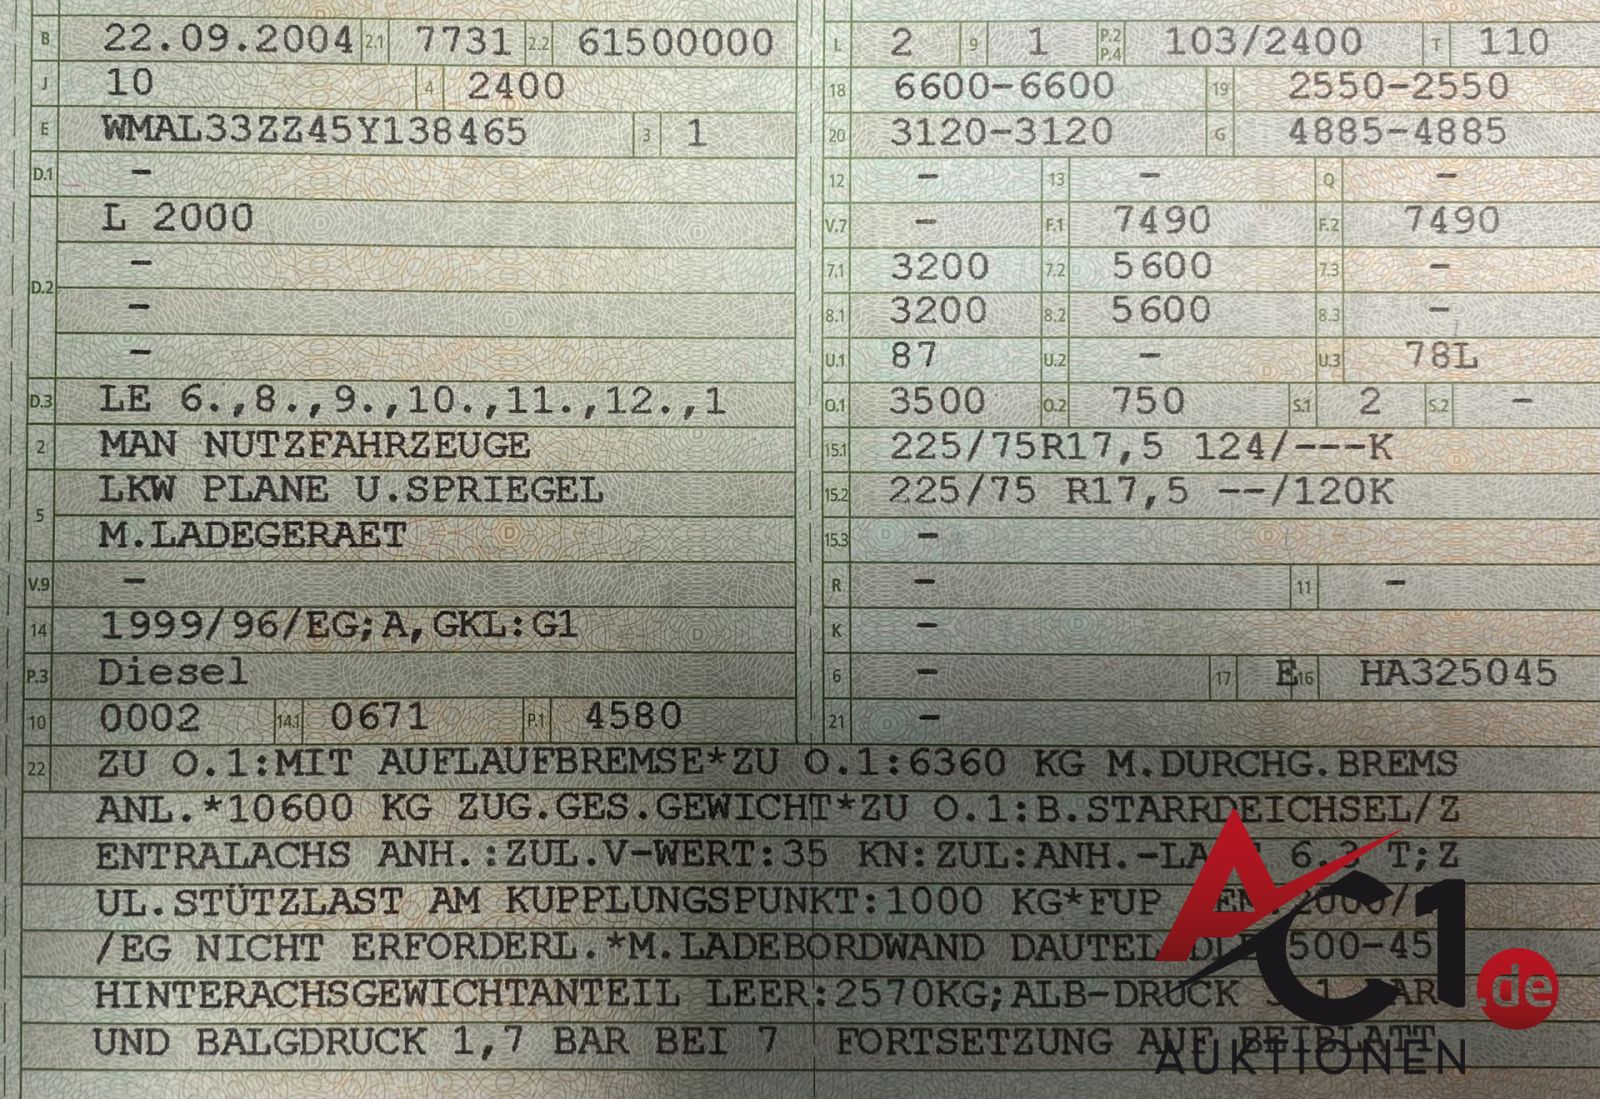 B 22.09.2004 2.1 7731 2.2 61500000
J 10 4 2400
E WMAL33ZZ45Y138465 3 1
D.1 -
D.2 L 2000
-
-
-
D.3 LE 6.,8.,9.,10.,11.,12.,1
2 MAN NUTZFAHRZEUGE
5 LKW PLANE U.SPRIEGEL
M.LADEGERAET
V.9 -
14 1999/96/EG;A,GKL:G1
P.3 Diesel
10 0002 14.1 0671 P.1 4580
L 2 9 1 P.2 P.4 103/2400 T 110
18 6600-6600 19 2550-2550
20 3120-3120 G 4885-4885
12 - 13 - Q -
V.7 - F.1 7490 F.2 7490
7.1 3200 7.2 5600 7.3 -
8.1 3200 8.2 5600 8.3 -
U.1 87 U.2 - U.3 78L
O.1 3500 O.2 750 S.1 2 S.2 -
15.1 225/75R17,5 124/---K
15.2 225/75 R17,5 --/120K
15.3 -
R - 11 -
K -
6 - 17 E 16 HA325045
21 -
22 ZU O.1:MIT AUFLAUFBREMSE*ZU O.1:6360 KG M.DURCHG.BREMS
ANL.*10600 KG ZUG.GES.GEWICHT*ZU O.1:B.STARRDEICHSEL/Z
ENTRALACHS ANH.:ZUL.V-WERT:35 KN:ZUL:ANH.-LA 6.3 T;Z
UL.STÜTZLAST AM KUPPLUNGSPUNKT:1000 KG*FUP EM.2000/
/EG NICHT ERFORDERL.*M.LADEBORDWAND DAUTEL 500-45
HINTERACHSGEWICHTANTEIL LEER:2570KG;ALB-DRUCK
UND BALGDRUCK 1,7 BAR BEI 7 FORTSETZUNG AUF BEIBLATT
AC1.de
AUKTIONEN